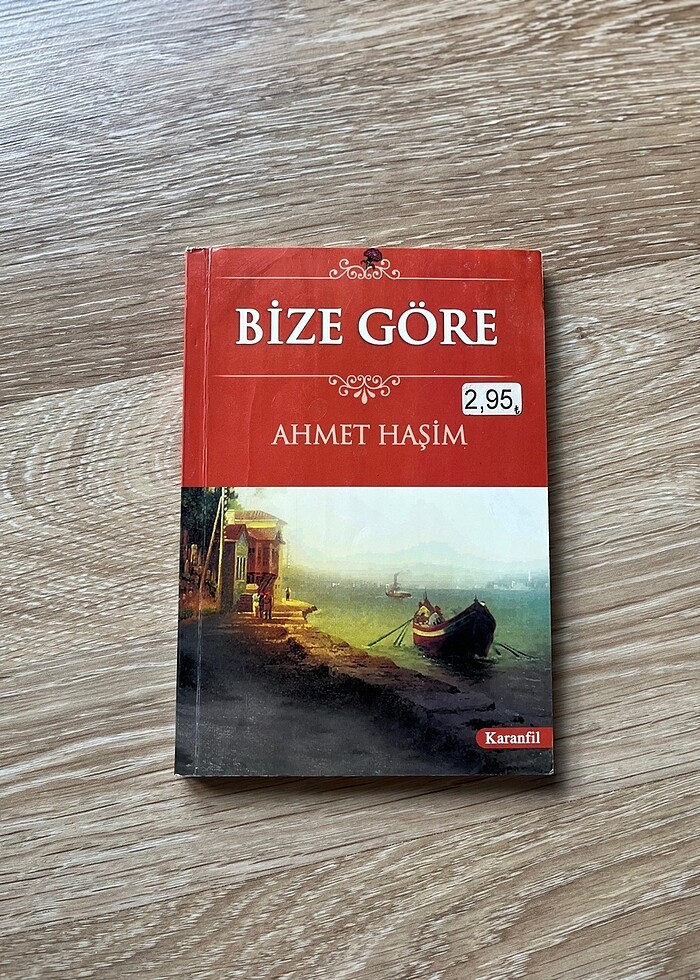 BİZE GÖRE
2,95₺
AHMET HAŞİM
Karanfil